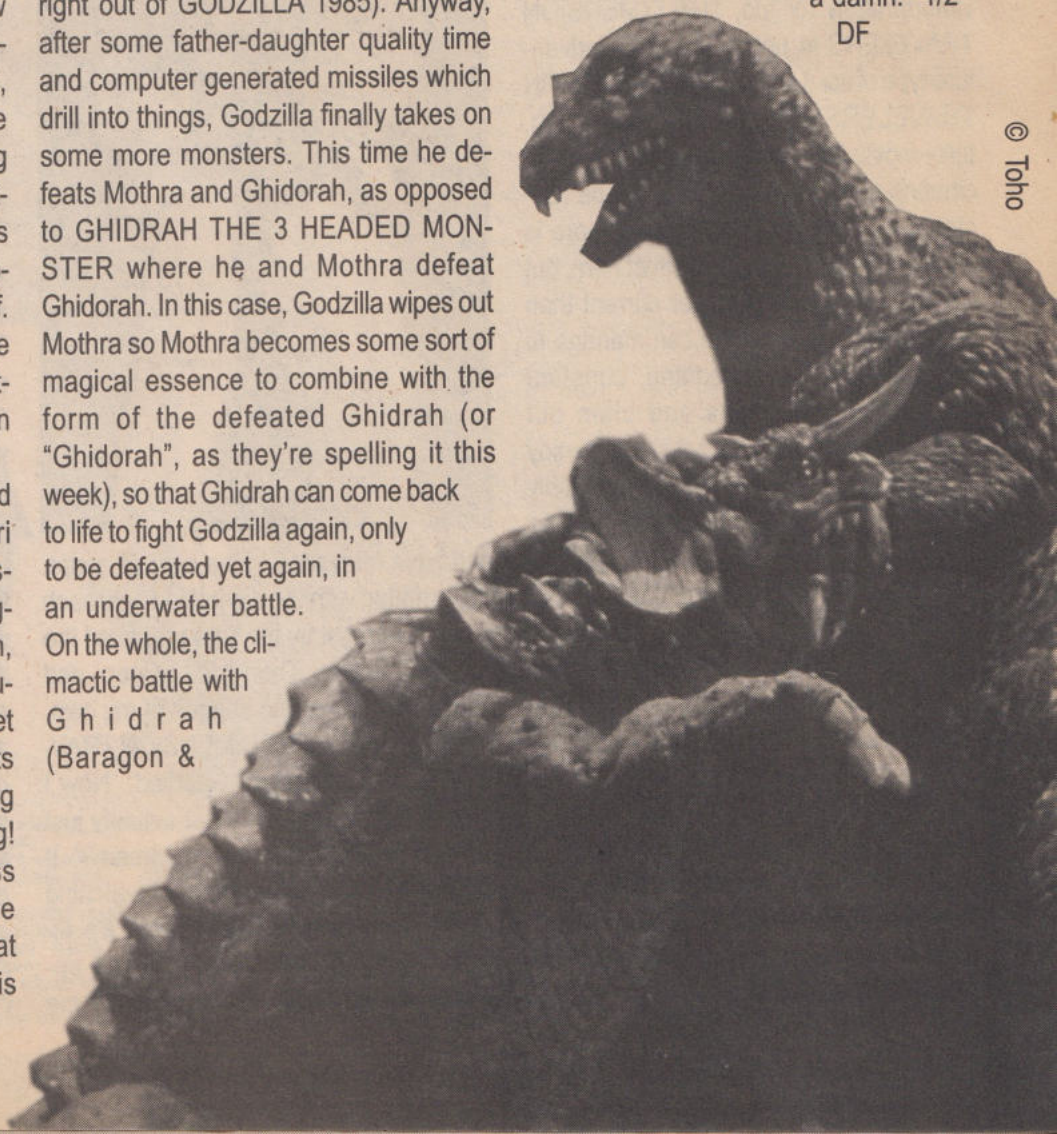 right out of GODZILLA 1985). Anyway,
after some father-daughter quality time
and computer generated missiles which
drill into things, Godzilla finally takes on
some more monsters. This time he de-
feats Mothra and Ghidorah, as opposed
to GHIDRAH THE 3 HEADED MON-
STER where he and Mothra defeat
Ghidorah. In this case, Godzilla wipes out
Mothra so Mothra becomes some sort of
magical essence to combine with the
form of the defeated Ghidrah (or
“Ghidorah”, as they’re spelling it this
week), so that Ghidrah can come back
to life to fight Godzilla again, only
to be defeated yet again, in
an underwater battle.
On the whole, the cli-
mactic battle with
Ghidrah
(Baragon &
a damn. 1/2
DF
© Toho